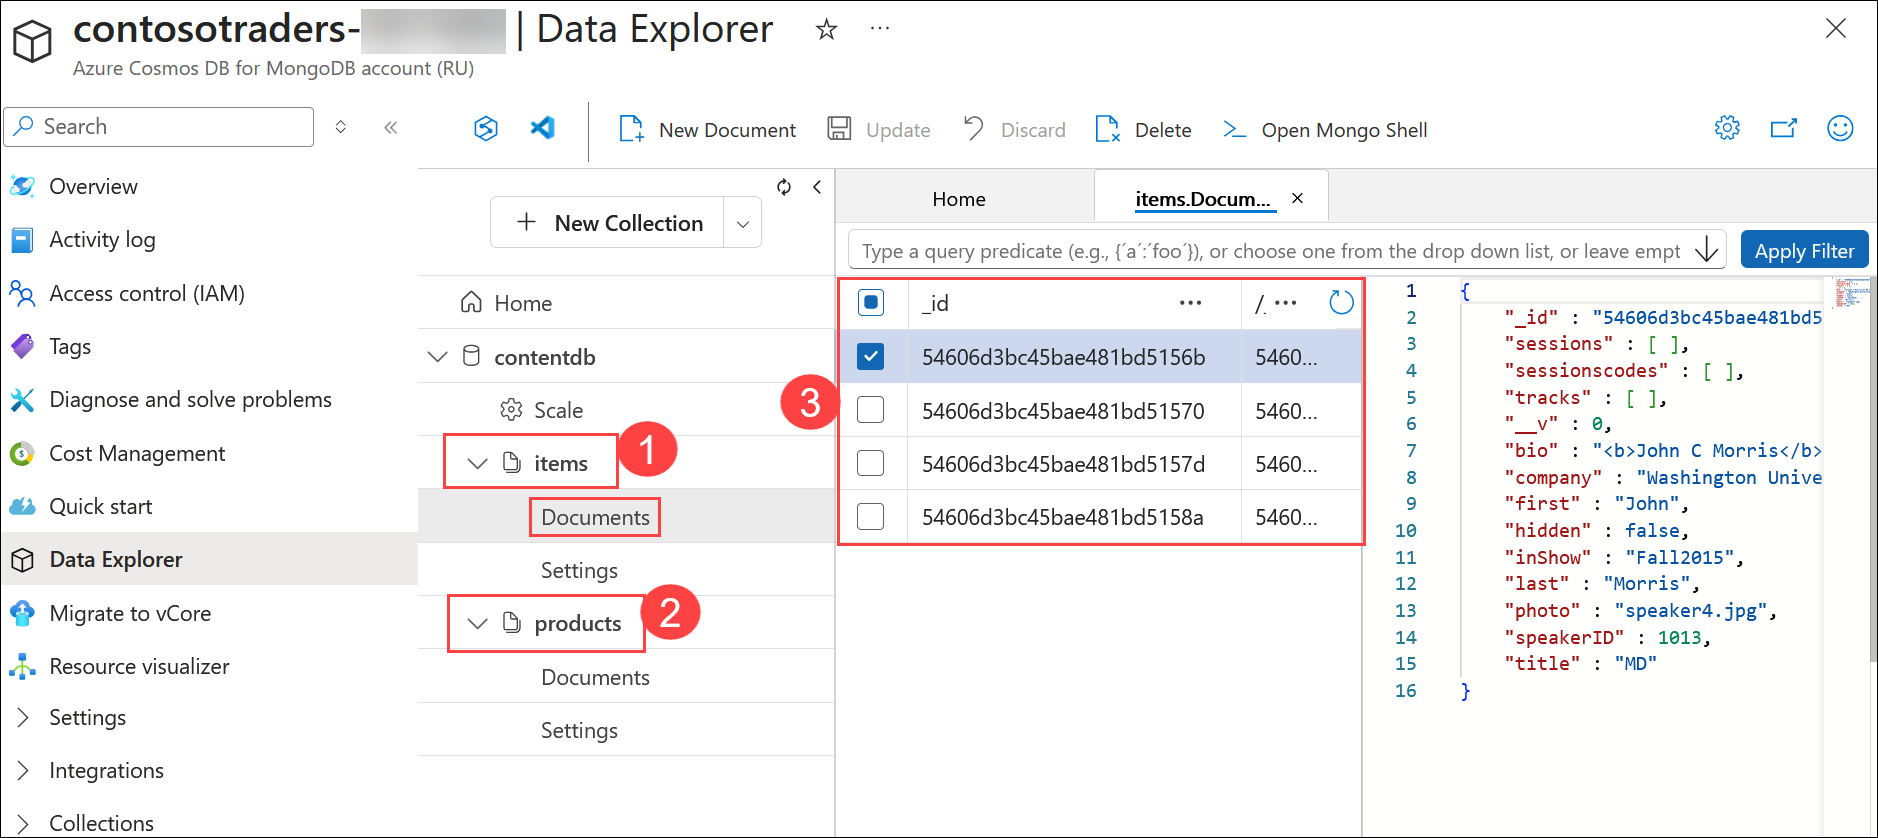 contosotraders- | Data Explorer ☆ ...
Azure Cosmos DB for MongoDB account (RU)
Search
New Document Update Discard Delete Open Mongo Shell
Overview
Activity log
Access control (IAM)
Tags
Diagnose and solve problems
Cost Management
Quick start
Data Explorer
Migrate to vCore
Resource visualizer
Settings
Integrations
Collections
New Collection
Home
contentdb
Scale
items
1
Documents
Settings
products
2
Documents
Settings
Home items.Docum...
Type a query predicate (e.g., {´a´:´foo´}), or choose one from the drop down list, or leave empt
Apply Filter
3
_id ... /. ...
54606d3bc45bae481bd5156b 5460...
54606d3bc45bae481bd51570 5460...
54606d3bc45bae481bd5157d 5460...
54606d3bc45bae481bd5158a 5460...
1 {
2 "_id" : "54606d3bc45bae481bd5
3 "sessions" : [ ],
4 "sessionscodes" : [ ],
5 "tracks" : [ ],
6 "__v" : 0,
7 "bio" : "<b>John C Morris</b>
8 "company" : "Washington Unive
9 "first" : "John",
10 "hidden" : false,
11 "inShow" : "Fall2015",
12 "last" : "Morris",
13 "photo" : "speaker4.jpg",
14 "speakerID" : 1013,
15 "title" : "MD"
16 }